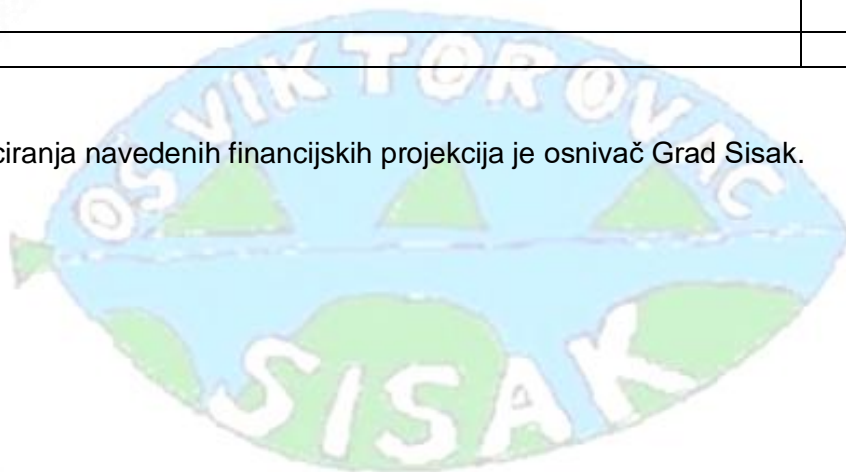 OŠ VIKTOROVAC
ciranja navedenih financijskih projekcija je osnivač Grad Sisak.
SISAK